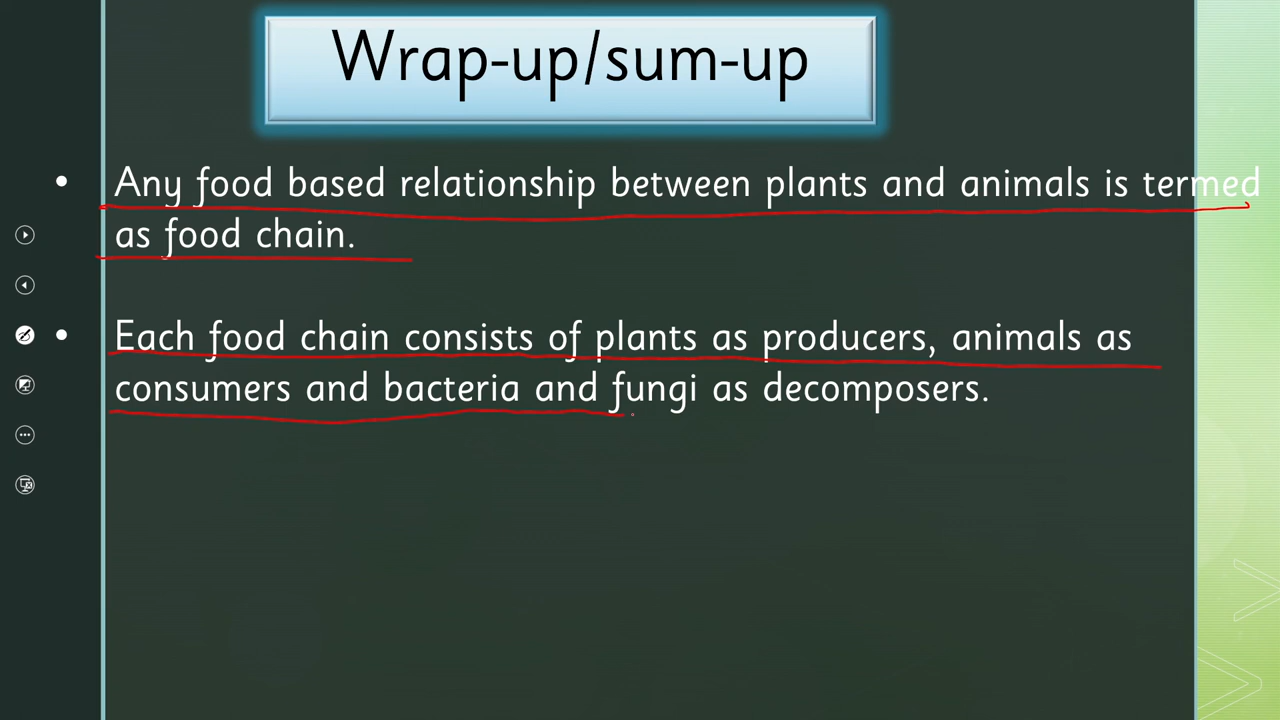 Wrap-up/sum-up
• Any food based relationship between plants and animals is termed
as food chain.
• Each food chain consists of plants as producers, animals as
consumers and bacteria and fungi as decomposers.